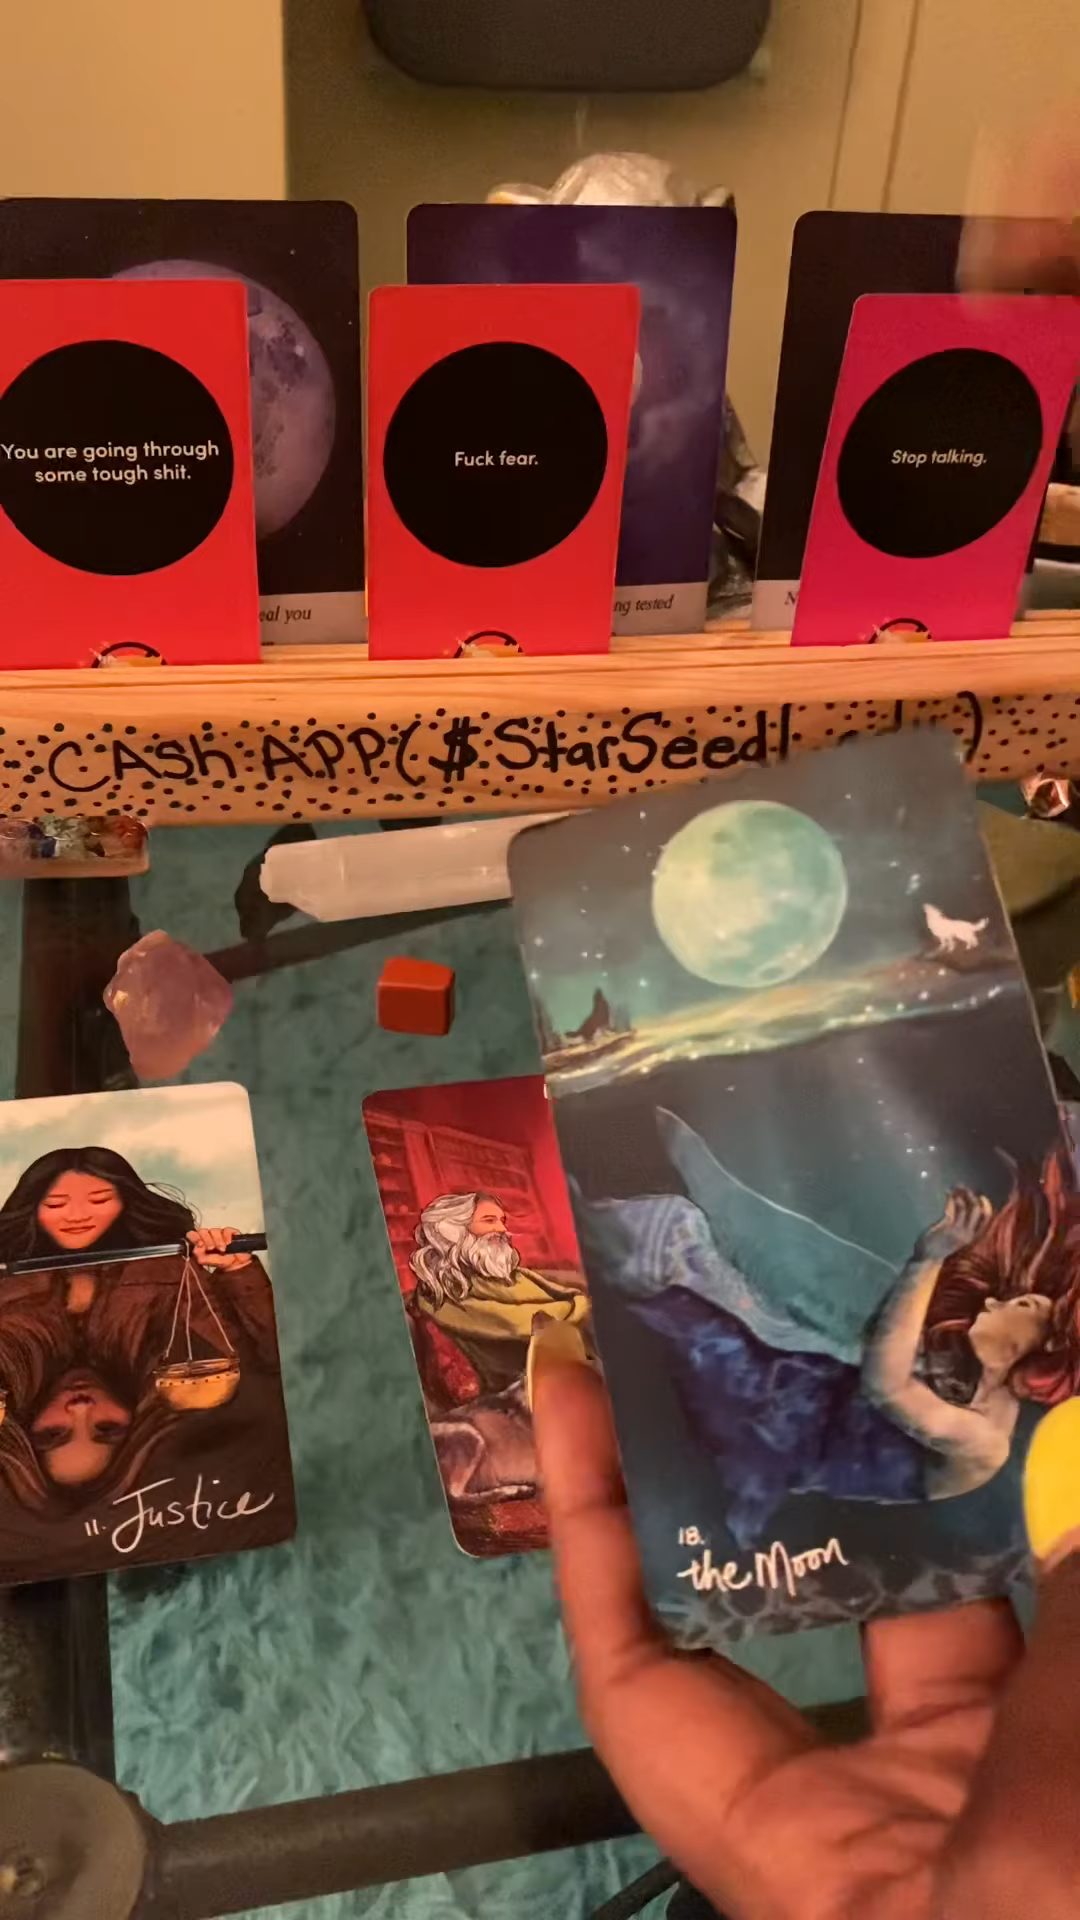 You are going through
some tough shit.
Fuck fear.
Stop talking.
eal you
ng tested
N
CASH APP($StarSeed
11. Justice
18.
the Moon